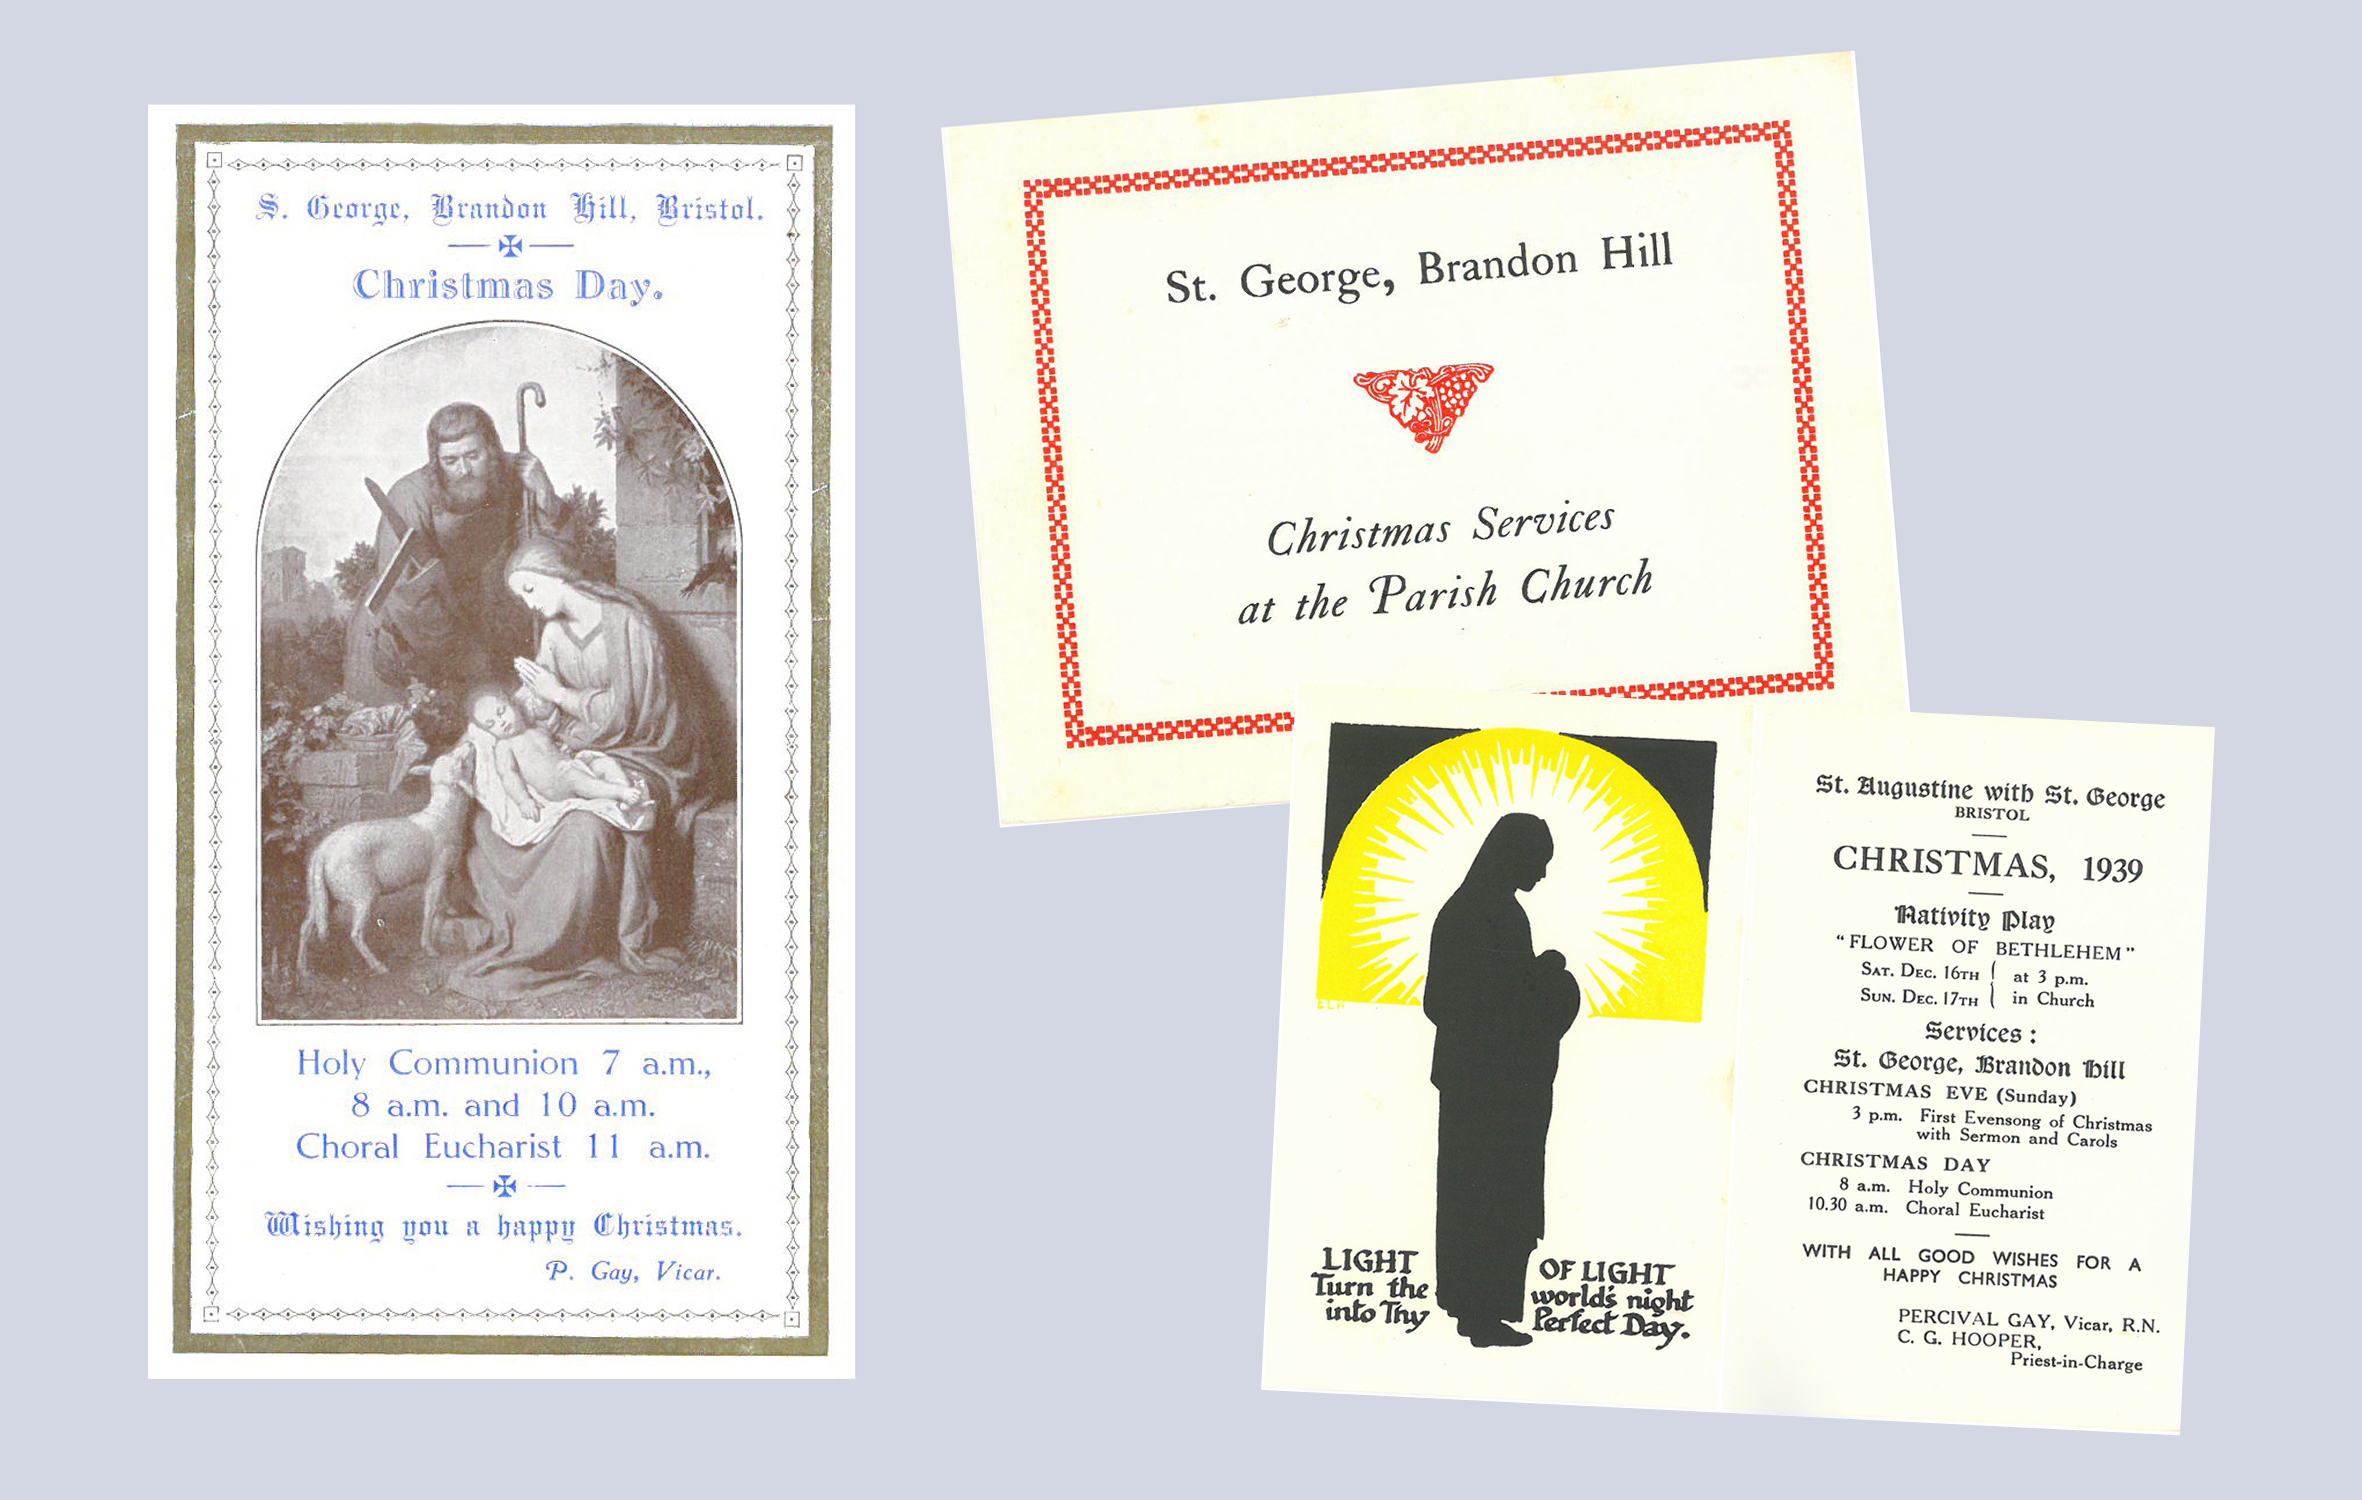 S. George, Brandon Hill, Bristol.
Christmas Day.
Holy Communion 7 a.m.,
8 a.m. and 10 a.m.
Choral Eucharist 11 a.m.
Wishing you a happy Christmas.
P. Gay, Vicar.
St. George, Brandon Hill
Christmas Services
at the Parish Church
LIGHT OF LIGHT
Turn the world's night
into Thy Perfect Day.
St. Augustine with St. George
BRISTOL
CHRISTMAS, 1939
Nativity Play
"FLOWER OF BETHLEHEM"
SAT. DEC. 16TH at 3 p.m.
SUN. DEC. 17TH in Church
Services :
St. George, Brandon Hill
CHRISTMAS EVE (Sunday)
3 p.m. First Evensong of Christmas
with Sermon and Carols
CHRISTMAS DAY
8 a.m. Holy Communion
10.30 a.m. Choral Eucharist
WITH ALL GOOD WISHES FOR A
HAPPY CHRISTMAS
PERCIVAL GAY, Vicar, R.N.
C. G. HOOPER,
Priest-in-Charge